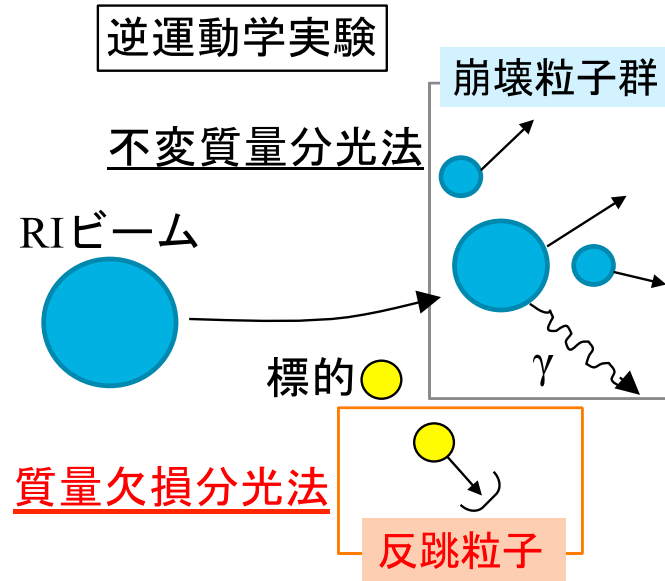 逆運動学実験
崩壊粒子群
不変質量分光法
RIビーム
γ
標的
質量欠損分光法
反跳粒子